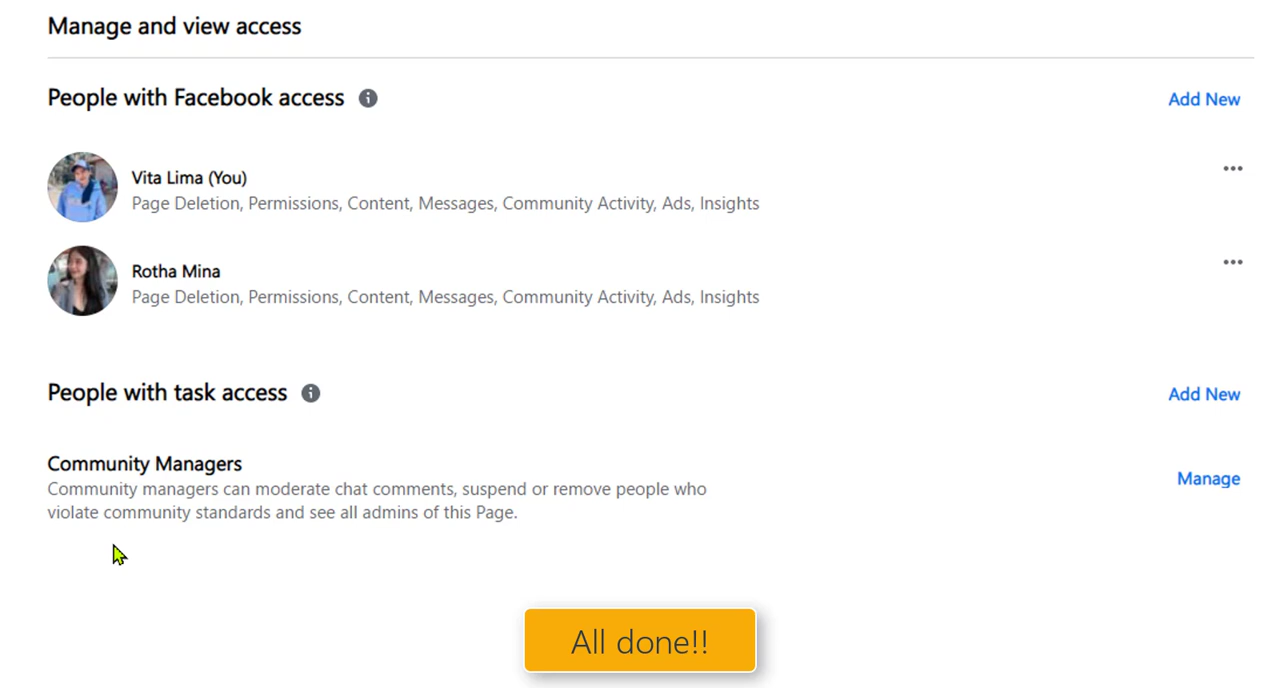 Manage and view access
People with Facebook access
Add New
Vita Lima (You)
Page Deletion, Permissions, Content, Messages, Community Activity, Ads, Insights
Rotha Mina
Page Deletion, Permissions, Content, Messages, Community Activity, Ads, Insights
People with task access
Add New
Community Managers
Community managers can moderate chat comments, suspend or remove people who
violate community standards and see all admins of this Page.
Manage
All done!!